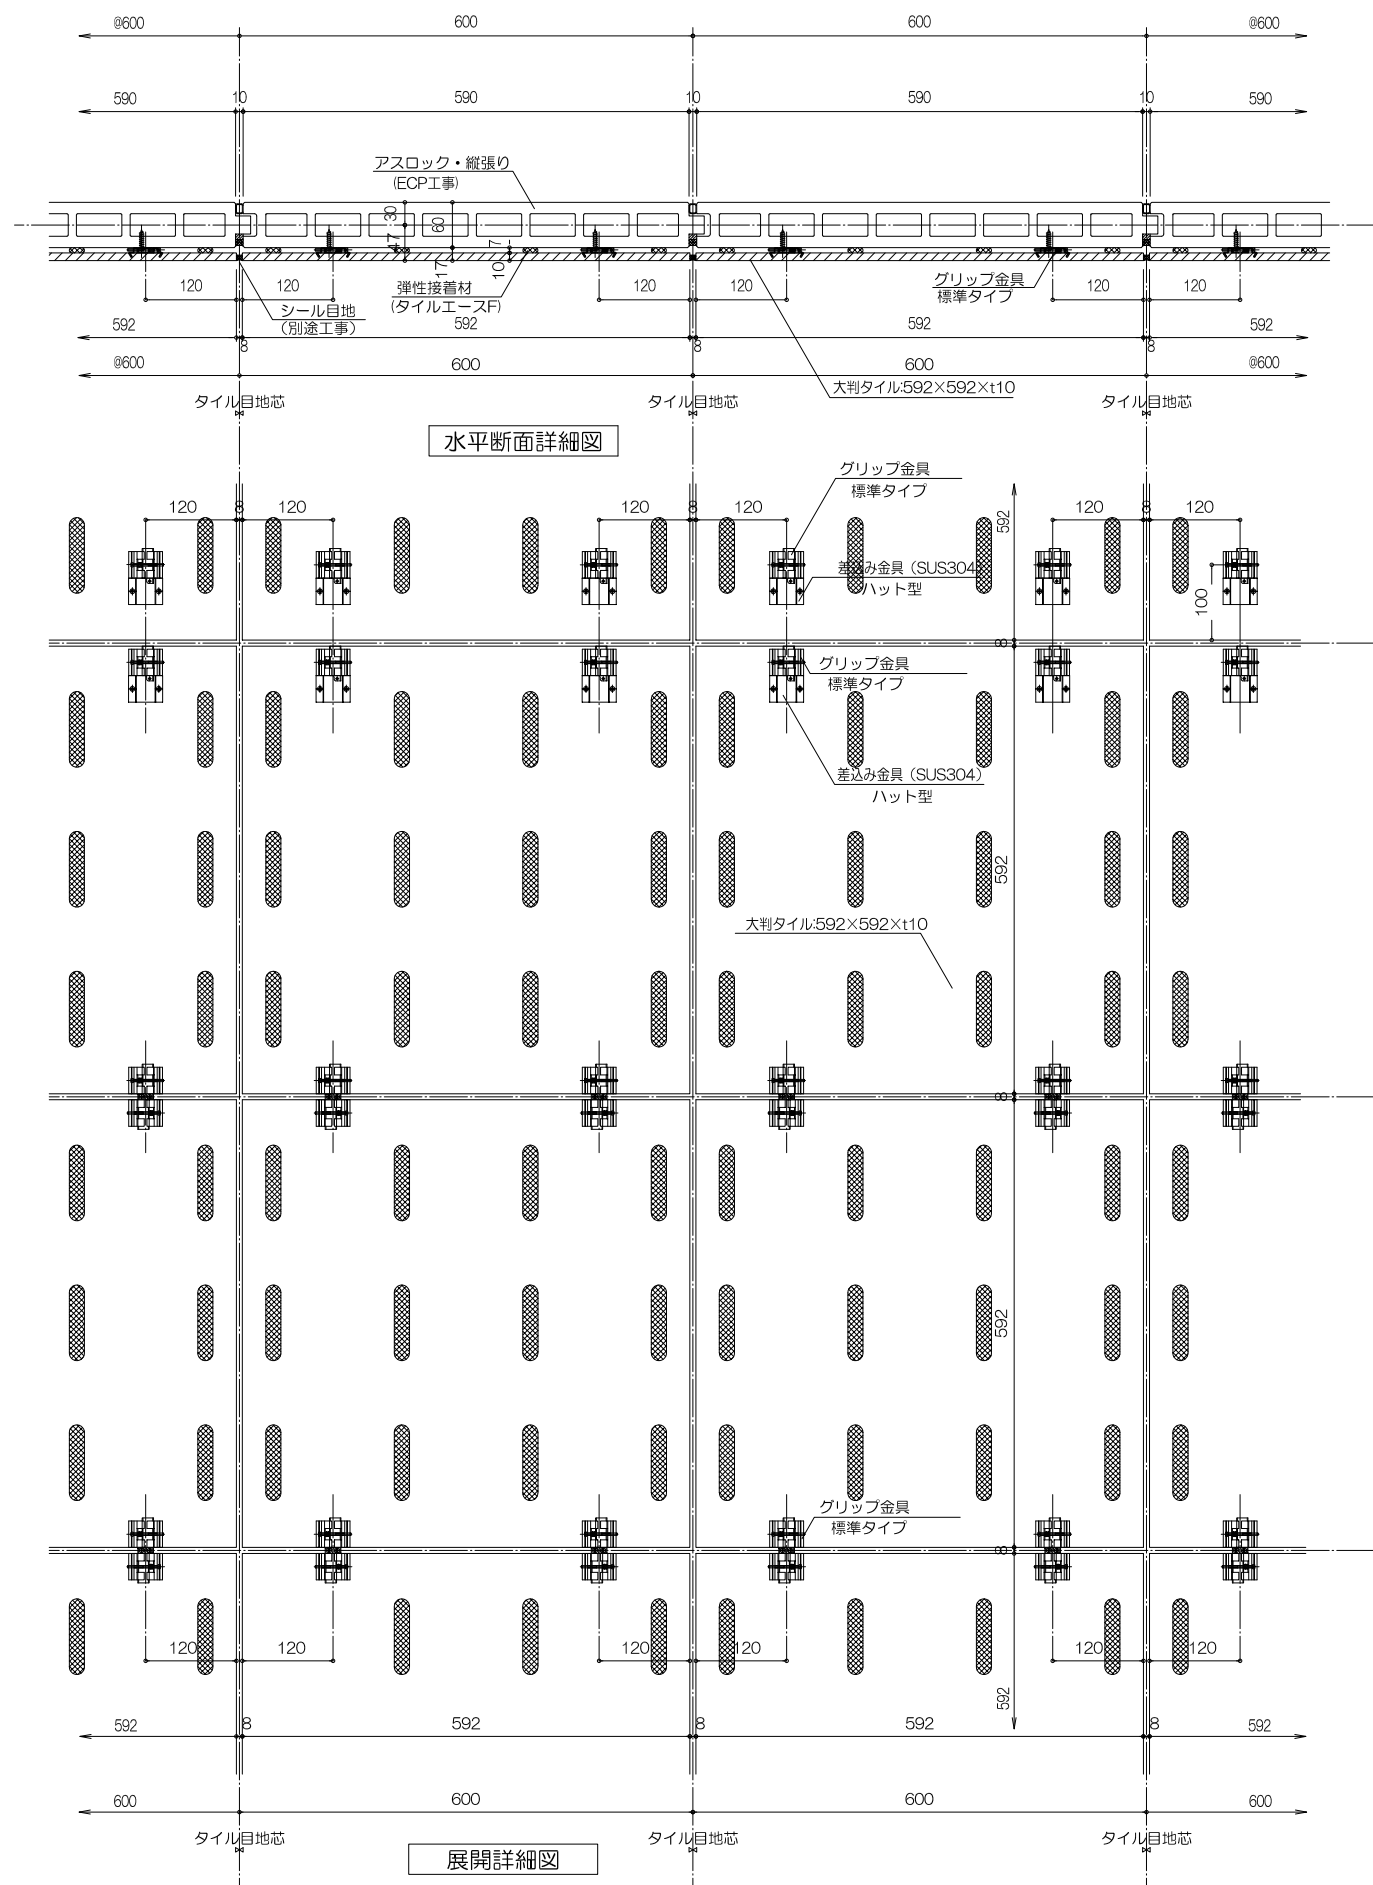 @600 600 600 @600
590 10 590 10 590 10 590
アスロック・縦張り
(ECP工事)
30
60
47
7
17
10
120 120 120 120 120 120
弾性接着材
(タイルエースF)
グリップ金具
標準タイプ
シール目地
(別途工事)
592 592 592 592
8 8 8
@600 600 600 @600
大判タイル:592×592×t10
タイル目地芯 タイル目地芯 タイル目地芯
水平断面詳細図
グリップ金具
標準タイプ
120 8 120 120 8 120 120 8 120
592
差込み金具(SUS304)
ハット型
100
8
グリップ金具
標準タイプ
差込み金具(SUS304)
ハット型
592
大判タイル:592×592×t10
8
592
グリップ金具
標準タイプ
8
120 120 120 120 120 120
592
592 8 592 8 592 8 592
600 600 600 600
タイル目地芯 タイル目地芯 タイル目地芯
展開詳細図